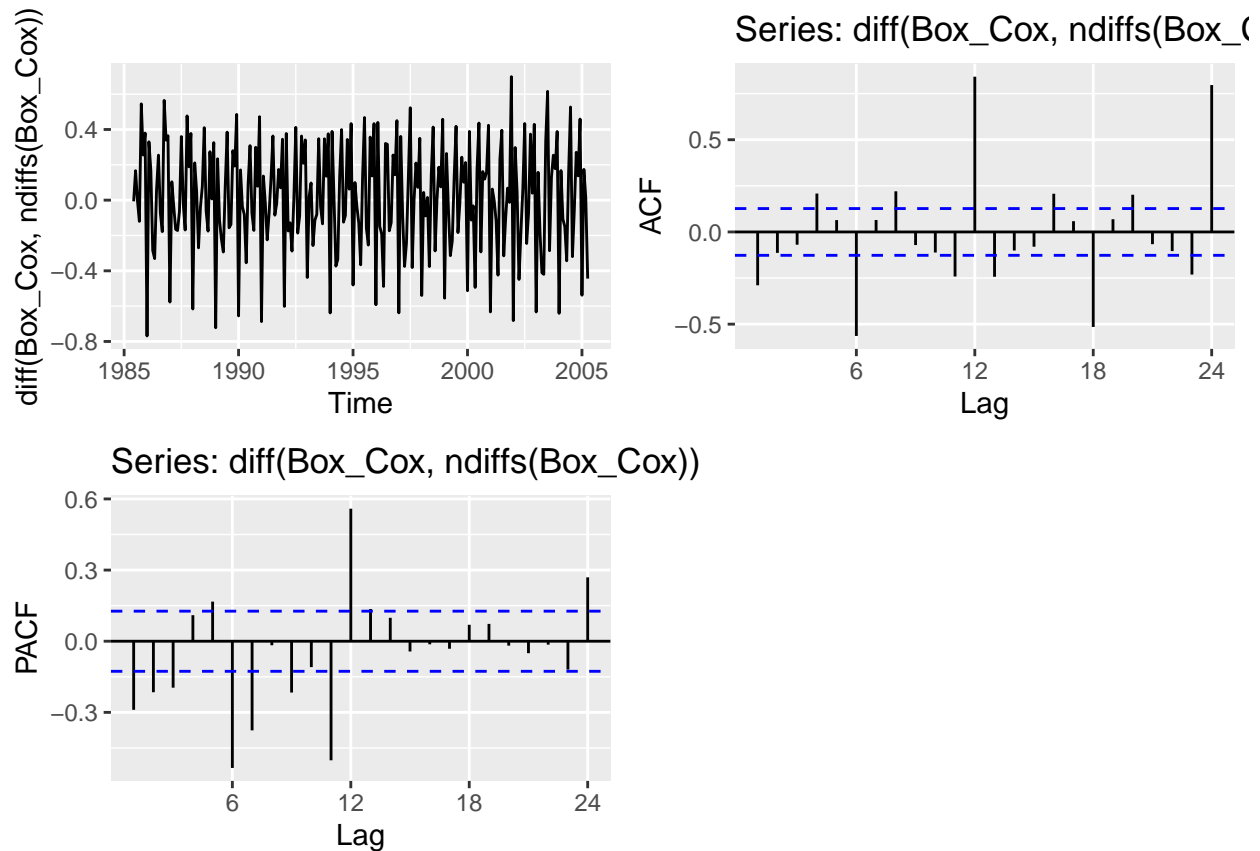 diff(Box_Cox, ndiffs(Box_Cox))
0.4
0.0
−0.4
−0.8
1985 1990 1995 2000 2005
Time
Series: diff(Box_Cox, ndiffs(Box_C
ACF
0.5
0.0
−0.5
6 12 18 24
Lag
Series: diff(Box_Cox, ndiffs(Box_Cox))
PACF
0.6
0.3
0.0
−0.3
6 12 18 24
Lag